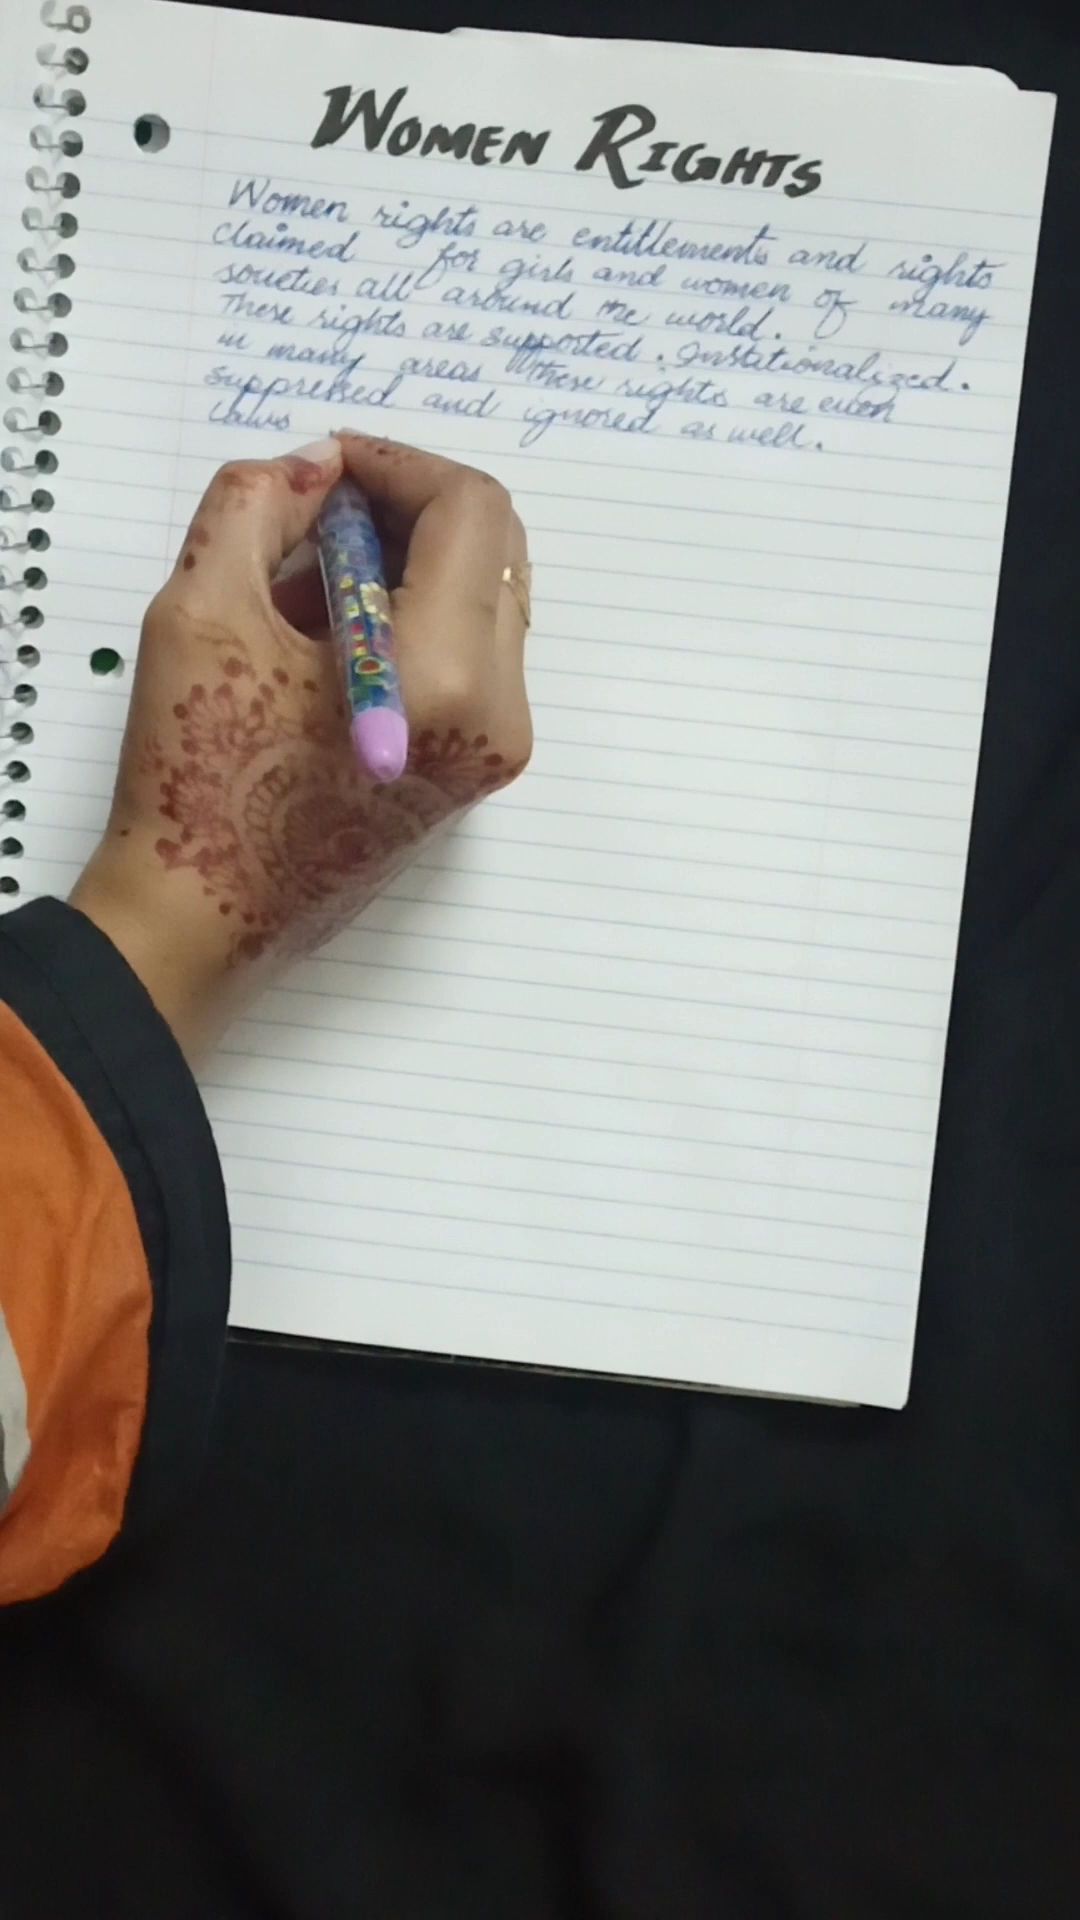 WOMEN RIGHTS
Women rights are entitlements and rights
claimed for girls and women of many
societies all around the world.
These rights are supported. Institionalized.
in many areas these rights are even
suppressed and ignored as well.
Laws